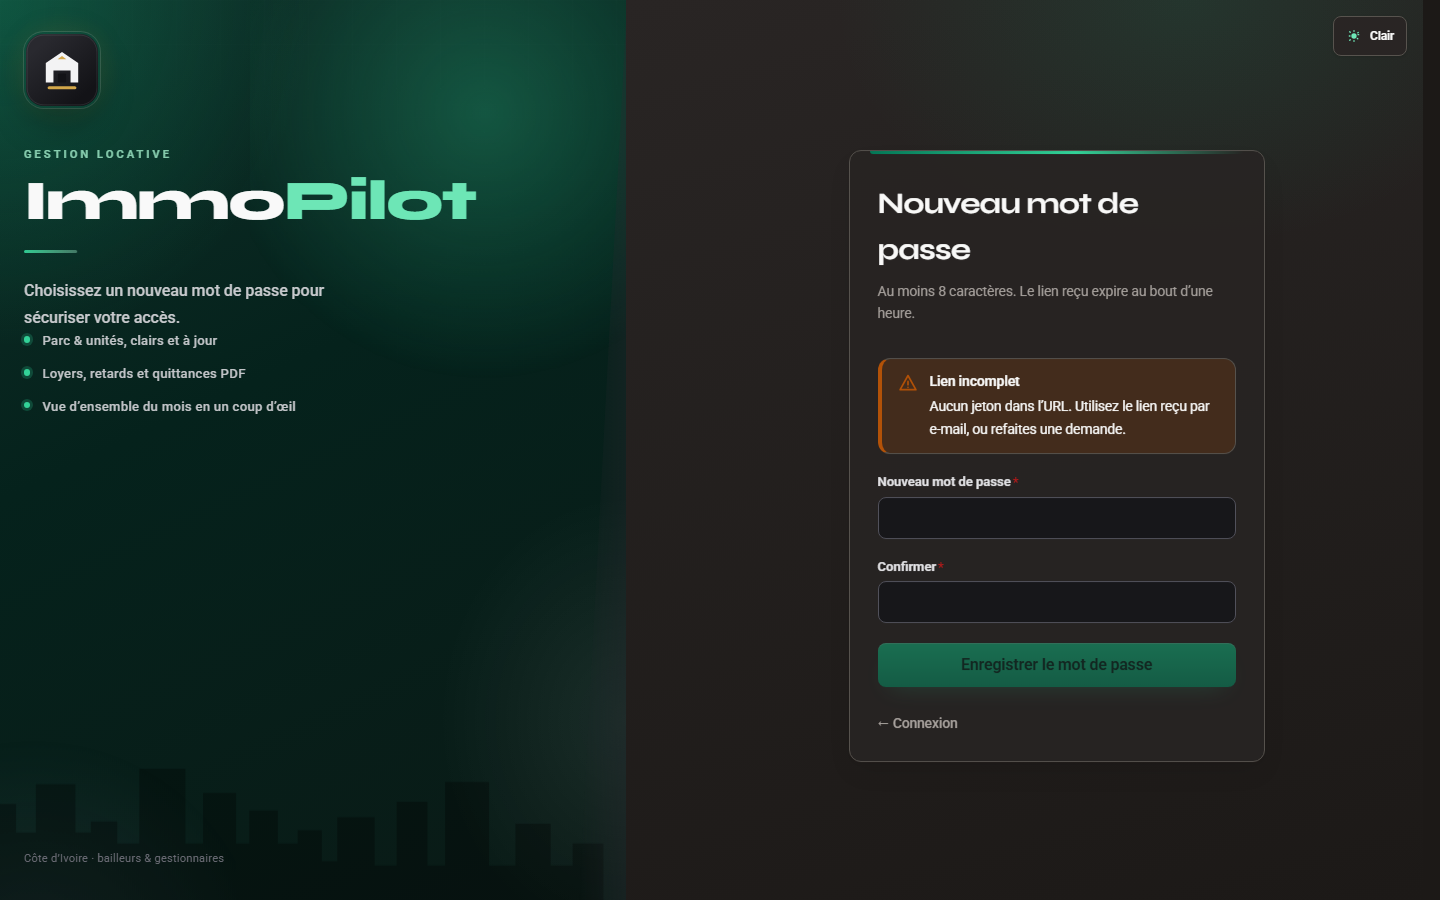 GESTION LOCATIVE
ImmoPilot
Choisissez un nouveau mot de passe pour
sécuriser votre accès.
Parc & unités, clairs et à jour
Loyers, retards et quittances PDF
Vue d’ensemble du mois en un coup d’œil
Côte d’Ivoire · bailleurs & gestionnaires
Clair
Nouveau mot de
passe
Au moins 8 caractères. Le lien reçu expire au bout d’une
heure.
Lien incomplet
Aucun jeton dans l’URL. Utilisez le lien reçu par
e-mail, ou refaites une demande.
Nouveau mot de passe *
Confirmer *
Enregistrer le mot de passe
← Connexion